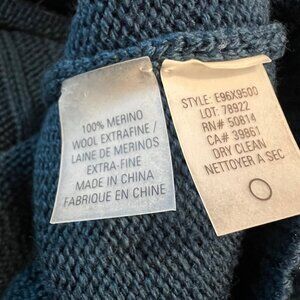 100% MERINO
WOOL EXTRAFINE /
LAINE DE MERINOS
EXTRA-FINE
MADE IN CHINA
FABRIQUE EN CHINE
STYLE: E96X9500
LOT: 78922
RN# 50814
CA# 39861
DRY CLEAN
NETTOYER A SEC